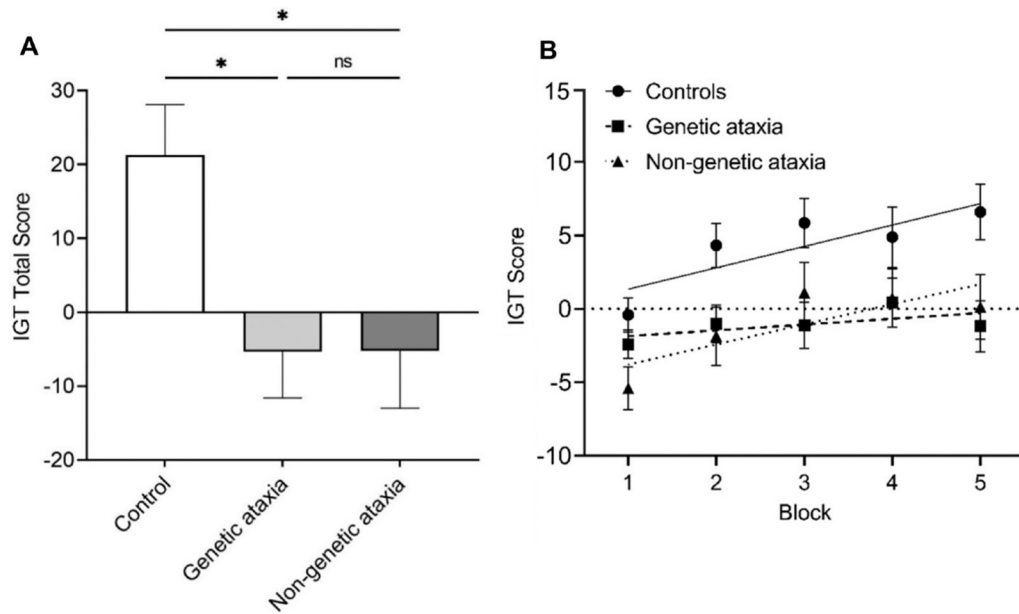 A
*
*
ns
IGT Total Score
30
20
10
0
-10
-20
Control
Genetic ataxia
Non-genetic ataxia
B
Controls
Genetic ataxia
Non-genetic ataxia
IGT Score
15
10
5
0
-5
-10
1 2 3 4 5
Block